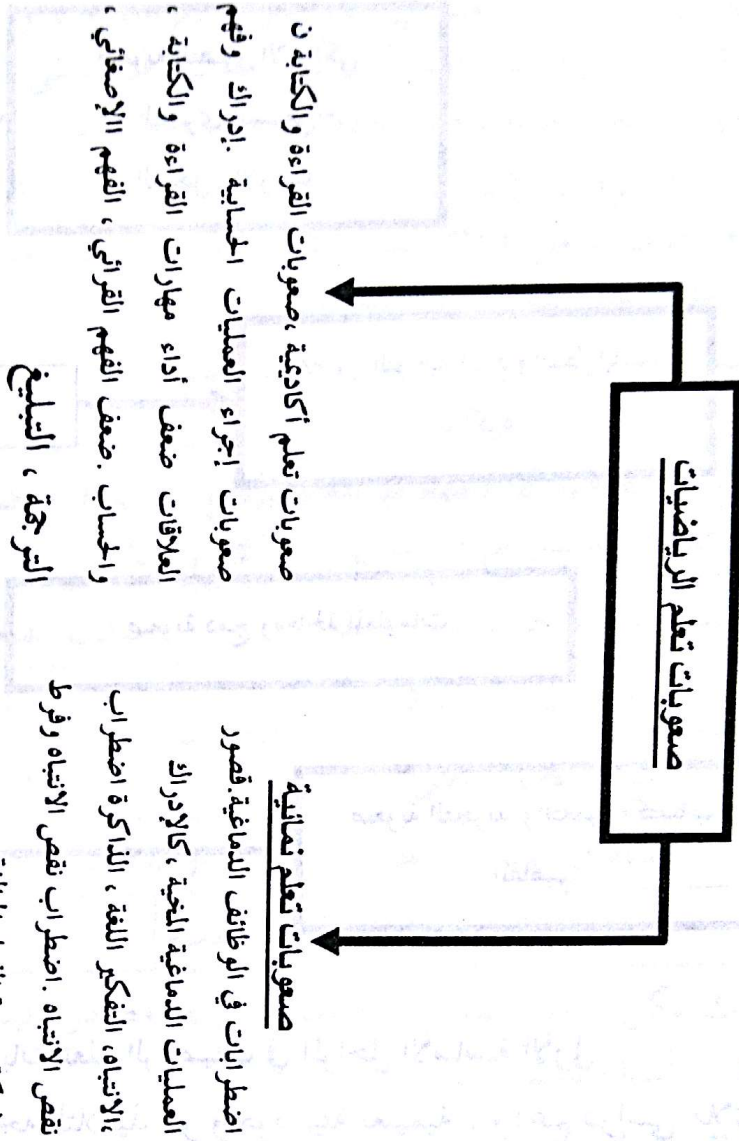 صعوبات تعلم الرياضيات
صعوبات تعلم أكاديمية ،صعوبات القراءة والكتابة ن
صعوبات إجراء العمليات الحسابية .إدراك وفهم
العلاقات ضعف أداء مهارات القراءة والكتابة ،
والحساب .ضعف الفهم القرائي ، الفهم االإصغائي ،
الترجمة ، التبليغ
صعوبات تعلم نمائية
اضطرابات في الوظائف الدماغية.قصور
العمليات الدماغية المخية ،كالإدراك
،الانتباه، التفكير اللغة ، الذاكرة اضطراب
نقص الانتباه .اضطراب نقص الانتباه وفرط